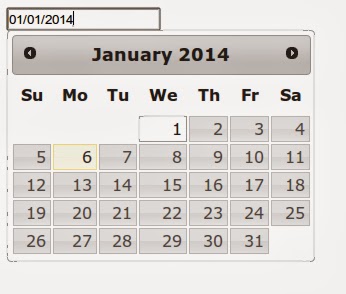 01/01/2014
January 2014
Su Mo Tu We Th Fr Sa
1 2 3 4
5 6 7 8 9 10 11
12 13 14 15 16 17 18
19 20 21 22 23 24 25
26 27 28 29 30 31